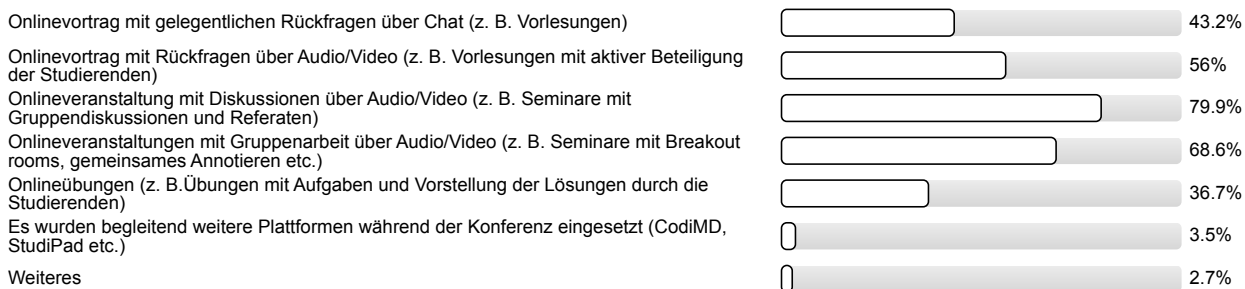 Onlinevortrag mit gelegentlichen Rückfragen über Chat (z. B. Vorlesungen)
43.2%
Onlinevortrag mit Rückfragen über Audio/Video (z. B. Vorlesungen mit aktiver Beteiligung
der Studierenden)
56%
Onlineveranstaltung mit Diskussionen über Audio/Video (z. B. Seminare mit
Gruppendiskussionen und Referaten)
79.9%
Onlineveranstaltungen mit Gruppenarbeit über Audio/Video (z. B. Seminare mit Breakout
rooms, gemeinsames Annotieren etc.)
68.6%
Onlineübungen (z. B.Übungen mit Aufgaben und Vorstellung der Lösungen durch die
Studierenden)
36.7%
Es wurden begleitend weitere Plattformen während der Konferenz eingesetzt (CodiMD,
StudiPad etc.)
3.5%
Weiteres
2.7%